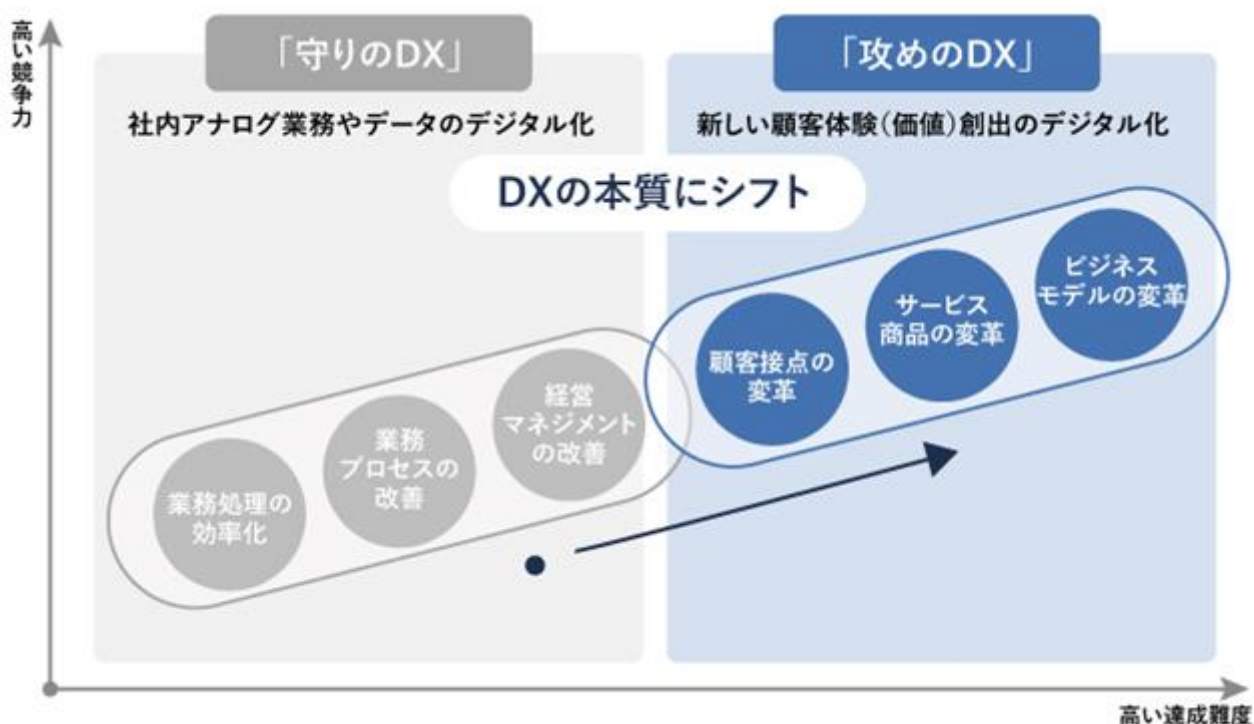 高い競争力
「守りのDX」
「攻めのDX」
社内アナログ業務やデータのデジタル化
新しい顧客体験(価値)創出のデジタル化
DXの本質にシフト
業務処理の
効率化
業務
プロセスの
改善
経営
マネジメント
の改善
顧客接点の
変革
サービス
商品の変革
ビジネス
モデルの変革
高い達成難度